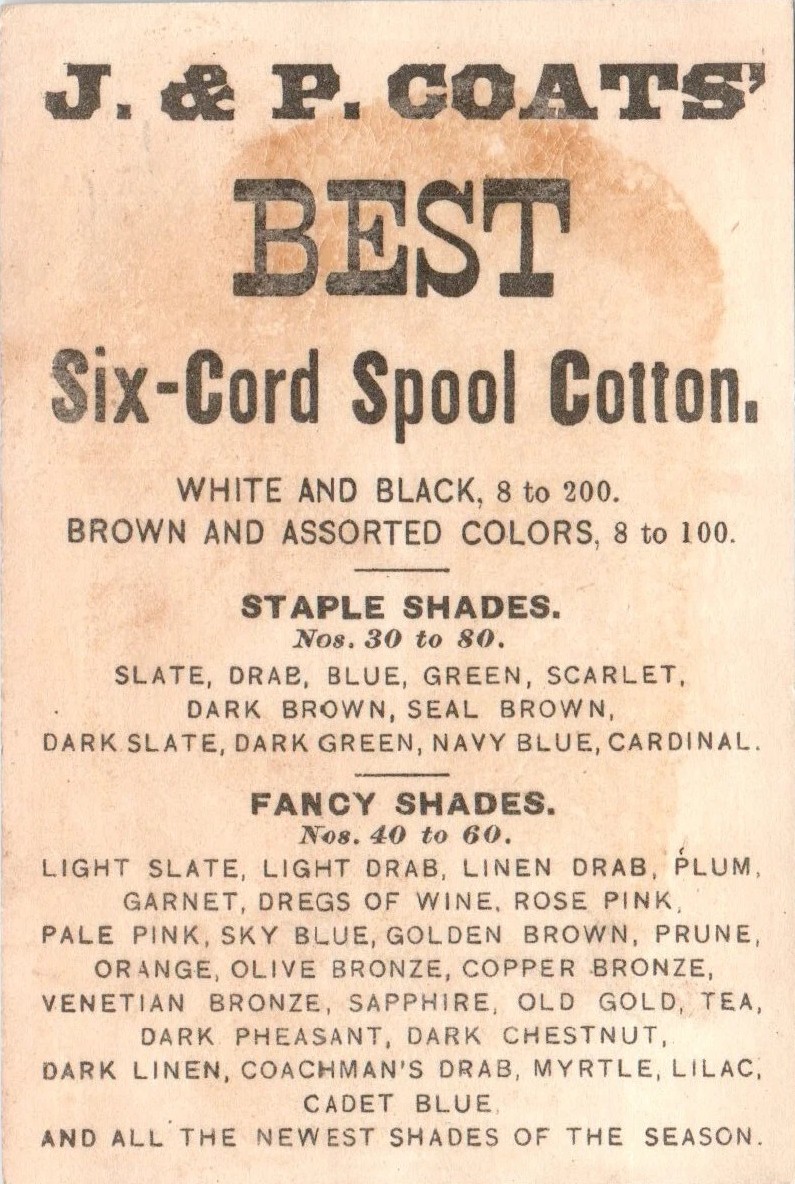 J. & P. COATS'
BEST
Six-Cord Spool Cotton.
WHITE AND BLACK, 8 to 200.
BROWN AND ASSORTED COLORS, 8 to 100.
STAPLE SHADES.
Nos. 30 to 80.
SLATE, DRAB, BLUE, GREEN, SCARLET,
DARK BROWN, SEAL BROWN,
DARK SLATE, DARK GREEN, NAVY BLUE, CARDINAL.
FANCY SHADES.
Nos. 40 to 60.
LIGHT SLATE, LIGHT DRAB, LINEN DRAB, PLUM,
GARNET, DREGS OF WINE, ROSE PINK,
PALE PINK, SKY BLUE, GOLDEN BROWN, PRUNE,
ORANGE, OLIVE BRONZE, COPPER BRONZE,
VENETIAN BRONZE, SAPPHIRE, OLD GOLD, TEA,
DARK PHEASANT, DARK CHESTNUT,
DARK LINEN, COACHMAN'S DRAB, MYRTLE, LILAC,
CADET BLUE,
AND ALL THE NEWEST SHADES OF THE SEASON.